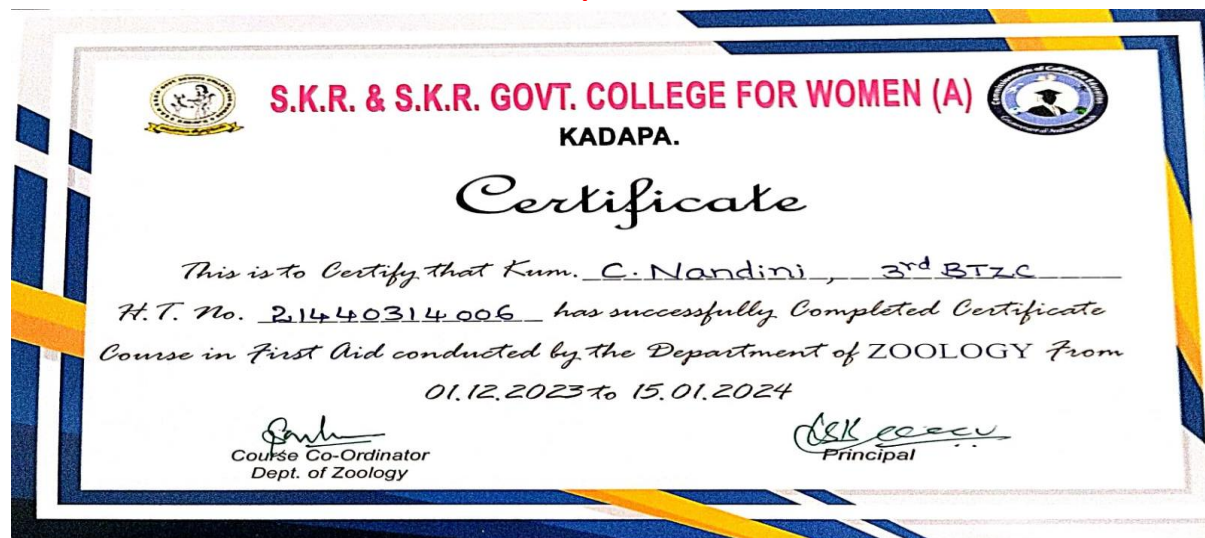 S.K.R. & S.K.R. GOVT. COLLEGE FOR WOMEN (A)
KADAPA.
Certificate
This is to Certify that Kum. C. Nandini, 3rd BTZC
H.T. No. 21440314006 has successfully Completed Certificate
Course in First Aid conducted by the Department of ZOOLOGY From
01.12.2023 to 15.01.2024
Course Co-Ordinator
Dept. of Zoology
Principal